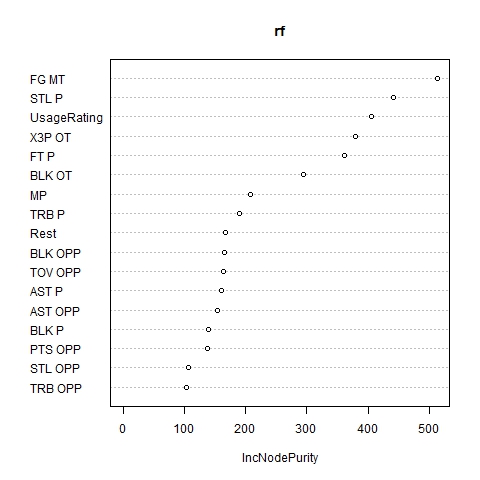 rf
FG MT
STL P
UsageRating
X3P OT
FT P
BLK OT
MP
TRB P
Rest
BLK OPP
TOV OPP
AST P
AST OPP
BLK P
PTS OPP
STL OPP
TRB OPP
0 100 200 300 400 500
IncNodePurity